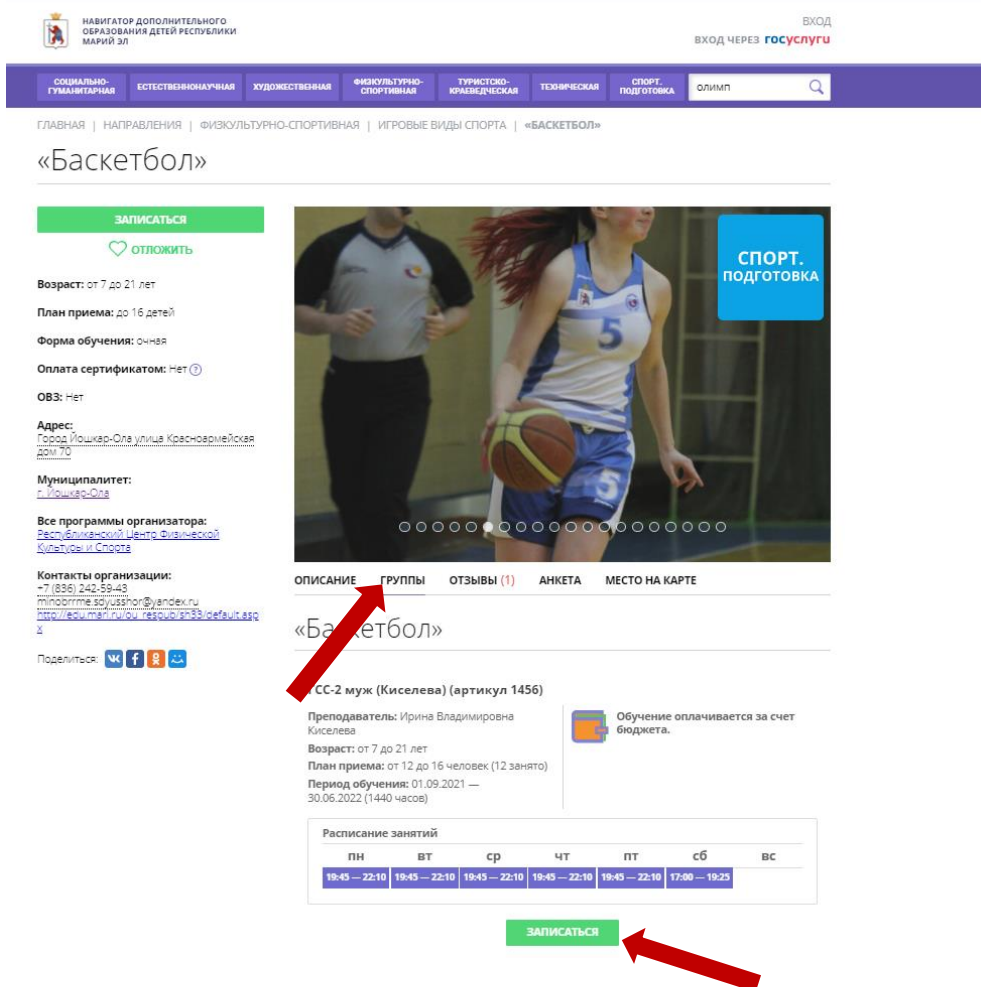 НАВИГАТОР ДОПОЛНИТЕЛЬНОГО
ОБРАЗОВАНИЯ ДЕТЕЙ РЕСПУБЛИКИ
МАРИЙ ЭЛ
ВХОД
ВХОД ЧЕРЕЗ госуслуги
СОЦИАЛЬНО-
ГУМАНИТАРНАЯ
ЕСТЕСТВЕННОНАУЧНАЯ
ХУДОЖЕСТВЕННАЯ
ФИЗКУЛЬТУРНО-
СПОРТИВНАЯ
ТУРИСТСКО-
КРАЕВЕДЧЕСКАЯ
ТЕХНИЧЕСКАЯ
СПОРТ.
ПОДГОТОВКА
олимп
ГЛАВНАЯ | НАПРАВЛЕНИЯ | ФИЗКУЛЬТУРНО-СПОРТИВНАЯ | ИГРОВЫЕ ВИДЫ СПОРТА | «БАСКЕТБОЛ»
«Баскетбол»
ЗАПИСАТЬСЯ
ОТЛОЖИТЬ
Возраст: от 7 до 21 лет
План приема: до 16 детей
Форма обучения: очная
Оплата сертификатом: Нет ?
ОВЗ: Нет
Адрес:
Город Йошкар-Ола улица Красноармейская
дом 70
Муниципалитет:
г. Йошкар-Ола
Все программы организатора:
Республиканский Центр Физической
Культуры и Спорта
Контакты организации:
+7 (836) 242-59-43
minobrrme.sdyusshor@yandex.ru
http://edu.mari.ru/ou_respub/sh33/default.asp
x
Поделиться:
СПОРТ.
ПОДГОТОВКА
5
5
ОПИСАНИЕ ГРУППЫ ОТЗЫВЫ (1) АНКЕТА МЕСТО НА КАРТЕ
«Баскетбол»
ГСС-2 муж (Киселева) (артикул 1456)
Преподаватель: Ирина Владимировна
Киселева
Возраст: от 7 до 21 лет
План приема: от 12 до 16 человек (12 занято)
Период обучения: 01.09.2021 —
30.06.2022 (1440 часов)
Обучение оплачивается за счет
бюджета.
Расписание занятий
пн вт ср чт пт сб вс
19:45 — 22:10 19:45 — 22:10 19:45 — 22:10 19:45 — 22:10 19:45 — 22:10 17:00 — 19:25
ЗАПИСАТЬСЯ